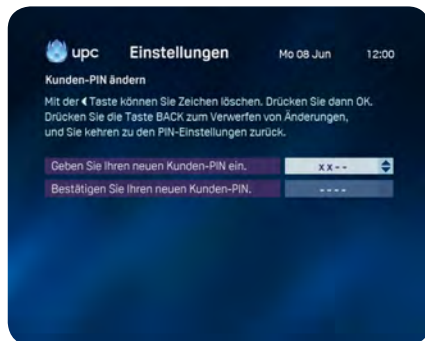 upc Einstellungen Mo 08 Jun 12:00
Kunden-PIN ändern
Mit der ◀ Taste können Sie Zeichen löschen. Drücken Sie dann OK.
Drücken Sie die Taste BACK zum Verwerfen von Änderungen,
und Sie kehren zu den PIN-Einstellungen zurück.
Geben Sie Ihren neuen Kunden-PIN ein. x x - -
Bestätigen Sie Ihren neuen Kunden-PIN. - - - -